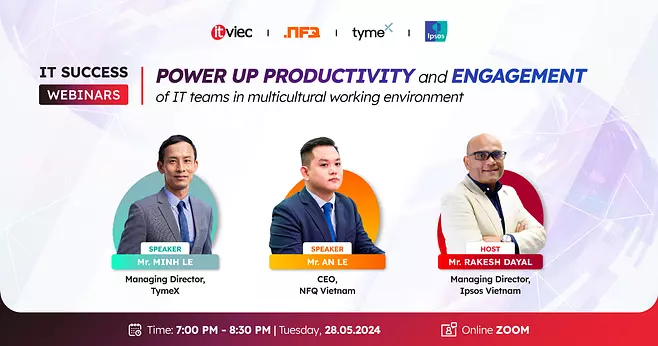 itviec | .NFQ | tymeX | Ipsos
IT SUCCESS
WEBINARS
POWER UP PRODUCTIVITY and ENGAGEMENT
of IT teams in multicultural working environment
SPEAKER
Mr. MINH LE
Managing Director,
TymeX
SPEAKER
Mr. AN LE
CEO,
NFQ Vietnam
HOST
Mr. RAKESH DAYAL
Managing Director,
Ipsos Vietnam
Time: 7:00 PM - 8:30 PM | Tuesday, 28.05.2024
Online ZOOM